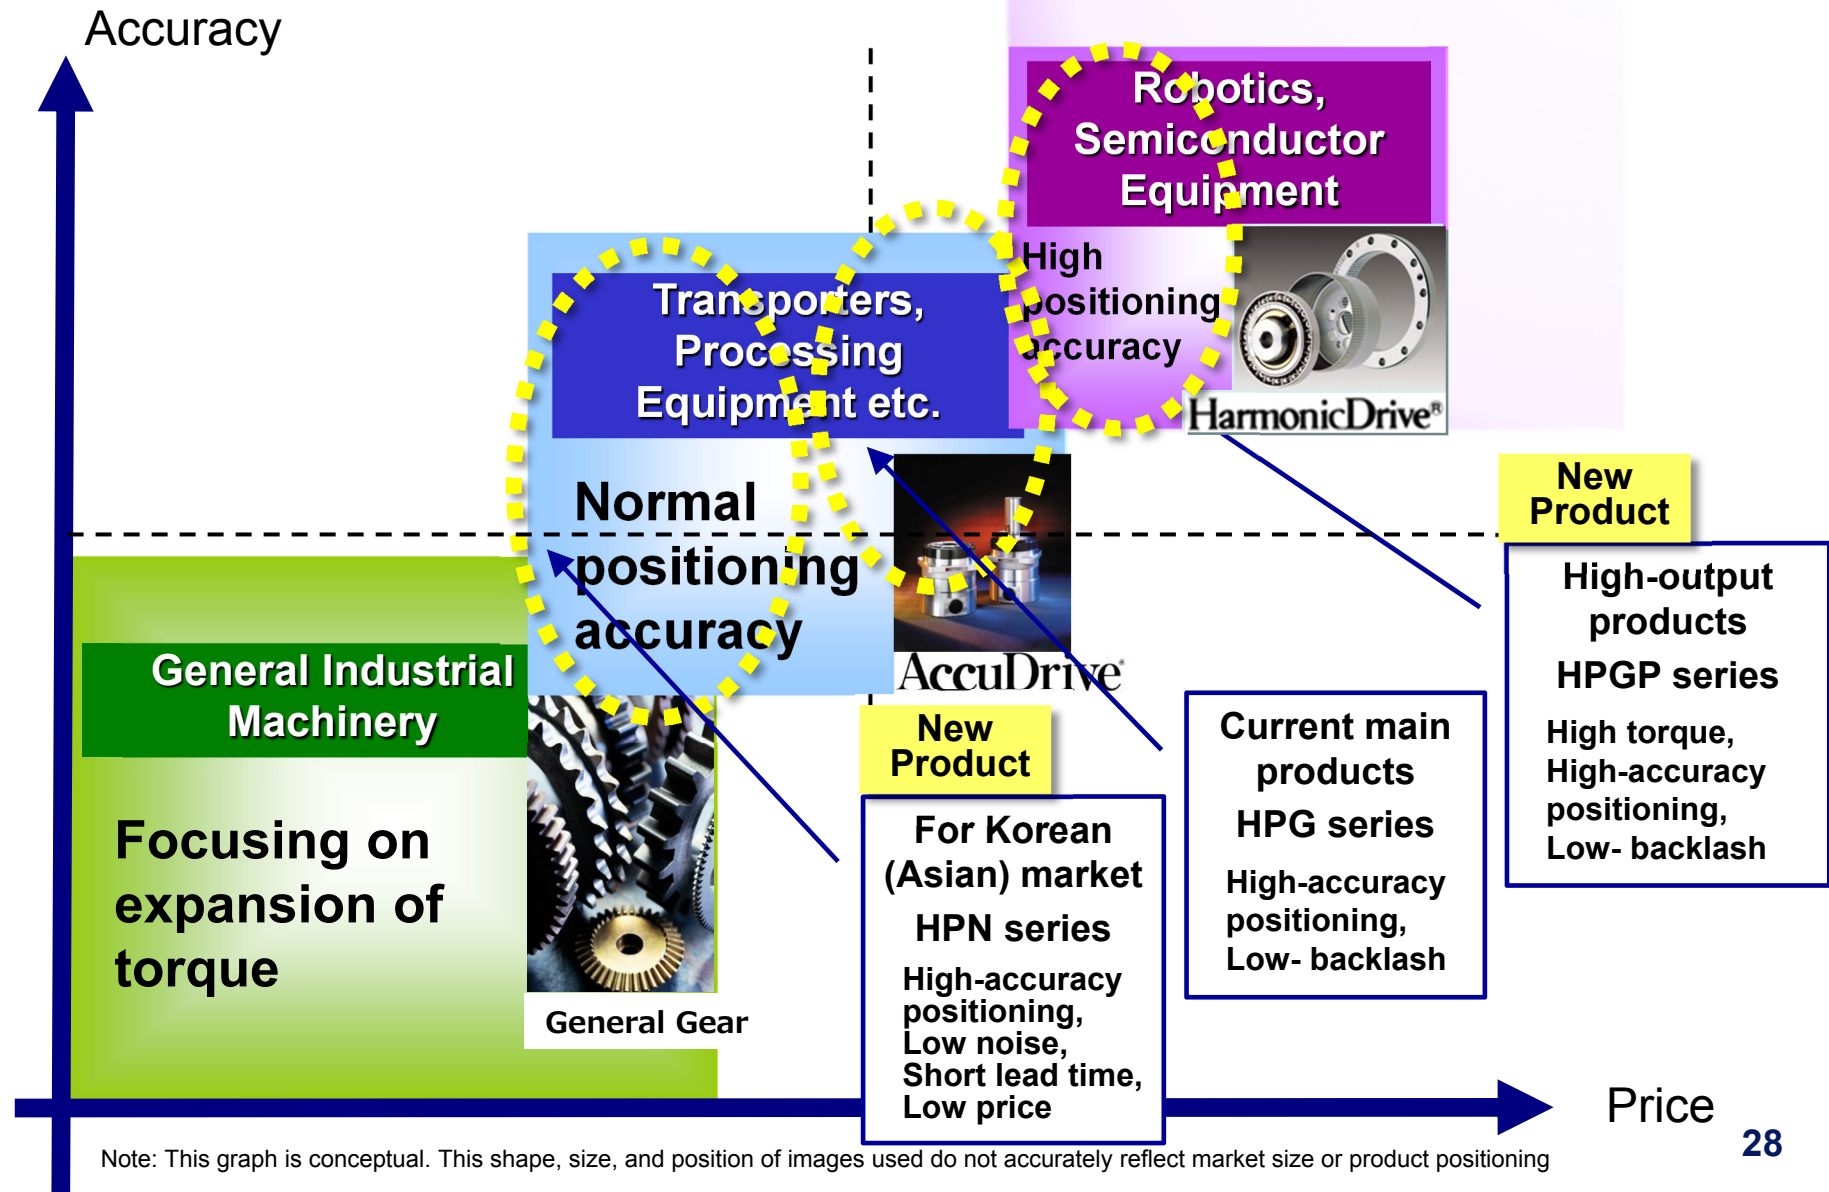 Accuracy
Robotics,
Semiconductor
Equipment
High
positioning
accuracy
HarmonicDrive®
Transporters,
Processing
Equipment etc.
Normal
positioning
accuracy
AccuDrive®
General Industrial
Machinery
Focusing on
expansion of
torque
General Gear
New
Product
For Korean
(Asian) market
HPN series
High-accuracy
positioning,
Low noise,
Short lead time,
Low price
Current main
products
HPG series
High-accuracy
positioning,
Low- backlash
New
Product
High-output
products
HPGP series
High torque,
High-accuracy
positioning,
Low- backlash
Price
28
Note: This graph is conceptual. This shape, size, and position of images used do not accurately reflect market size or product positioning